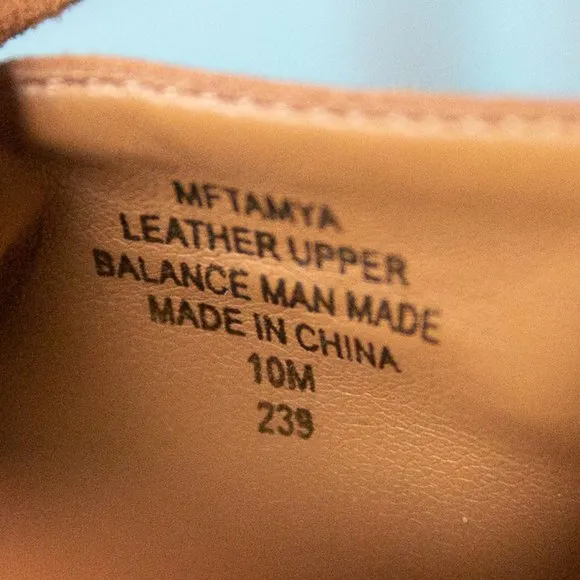 MFTAMYA
LEATHER UPPER
BALANCE MAN MADE
MADE IN CHINA
10M
239